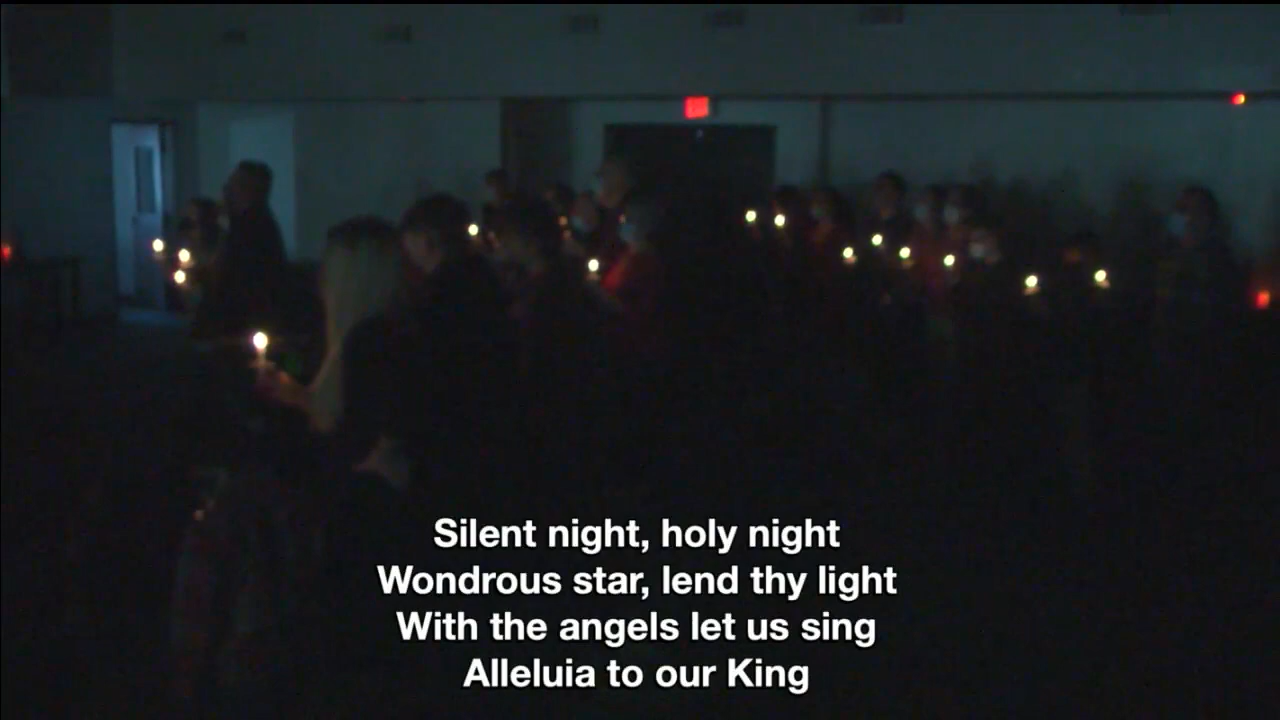 Silent night, holy night
Wondrous star, lend thy light
With the angels let us sing
Alleluia to our King